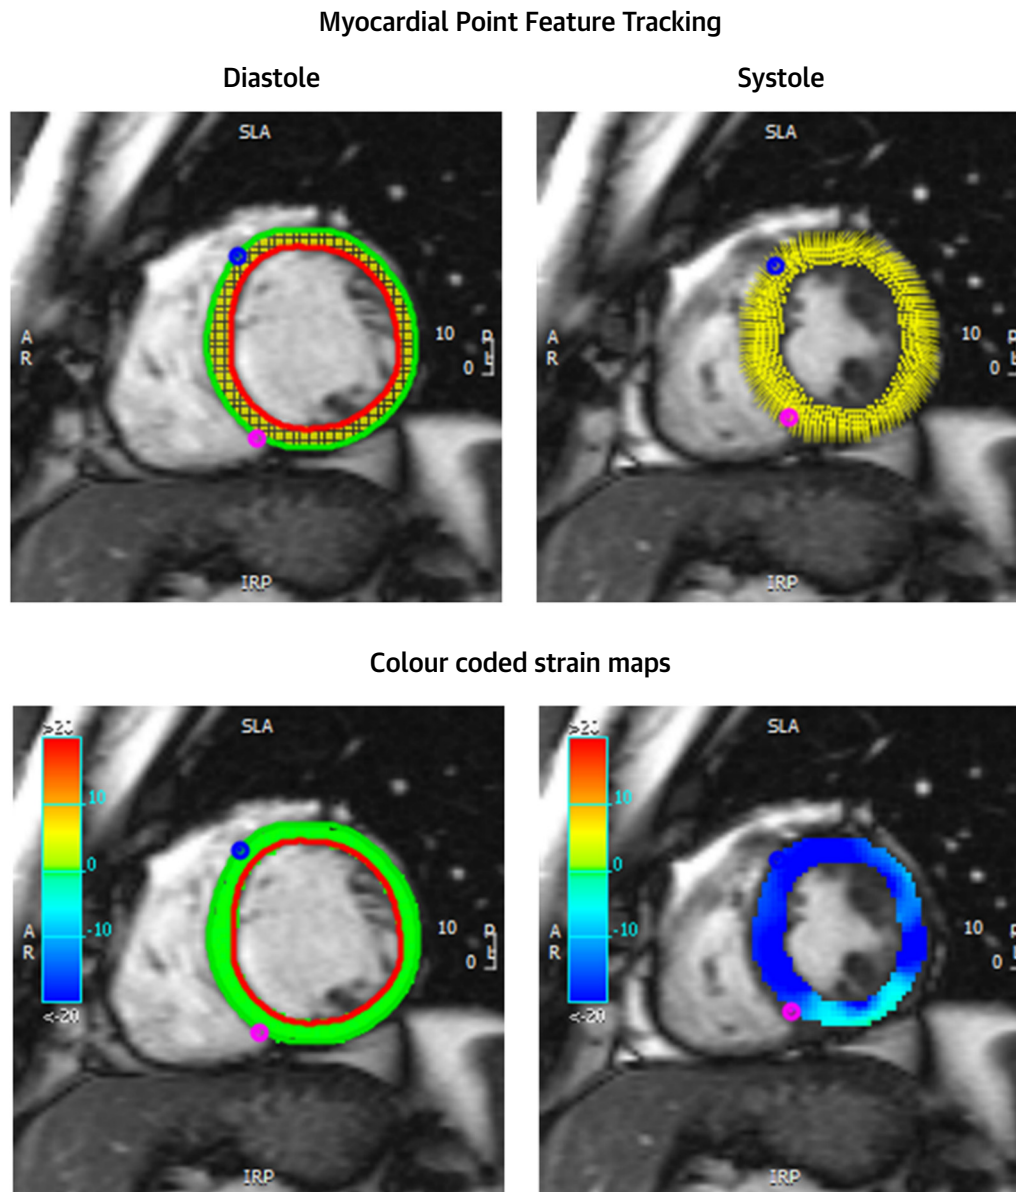 Myocardial Point Feature Tracking
Diastole
Systole
SLA
SLA
A
R
10
0
A
R
10
0
IRP
IRP
Colour coded strain maps
SLA
SLA
10
0
-10
<-20
A
R
10
0
10
0
-10
<-20
A
R
10
0
IRP
IRP